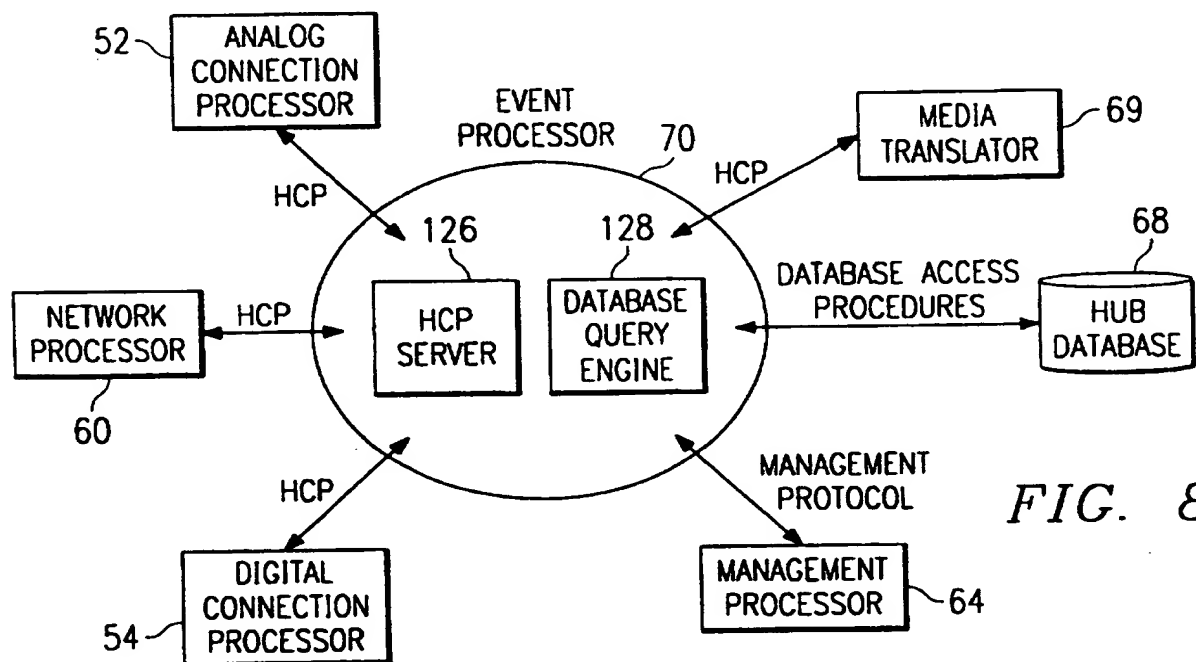 52
ANALOG
CONNECTION
PROCESSOR
EVENT
PROCESSOR
70
MEDIA
TRANSLATOR
69
HCP
HCP
126
128
HCP
SERVER
DATABASE
QUERY
ENGINE
DATABASE ACCESS
PROCEDURES
68
HUB
DATABASE
NETWORK
PROCESSOR
60
HCP
HCP
MANAGEMENT
PROTOCOL
FIG. 8
54
DIGITAL
CONNECTION
PROCESSOR
MANAGEMENT
PROCESSOR
64